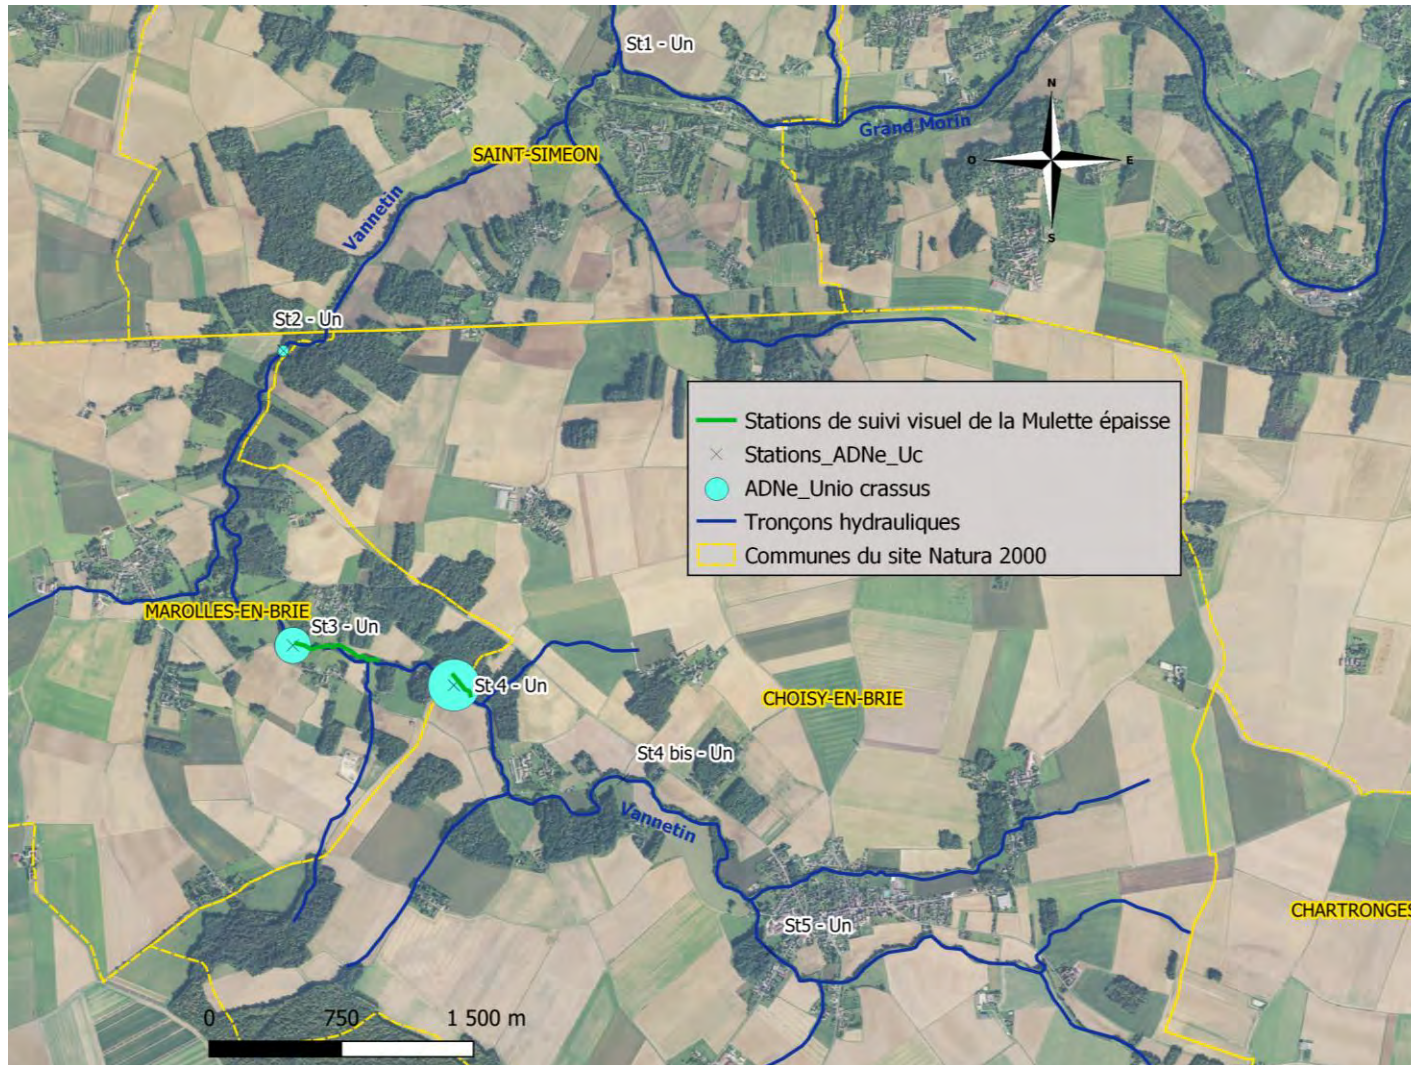 St1 - Un
N
Grand Morin
SAINT-SIMEON
O
E
Vannetin
S
St2 - Un
Stations de suivi visuel de la Mulette épaisse
Stations_ADNe_Uc
ADNe_Unio crassus
Tronçons hydrauliques
Communes du site Natura 2000
MAROLLES-EN-BRIE
St3 - Un
St 4 - Un
CHOISY-EN-BRIE
St4 bis - Un
Vannetin
CHARTRONGES
St5 - Un
0 750 1 500 m